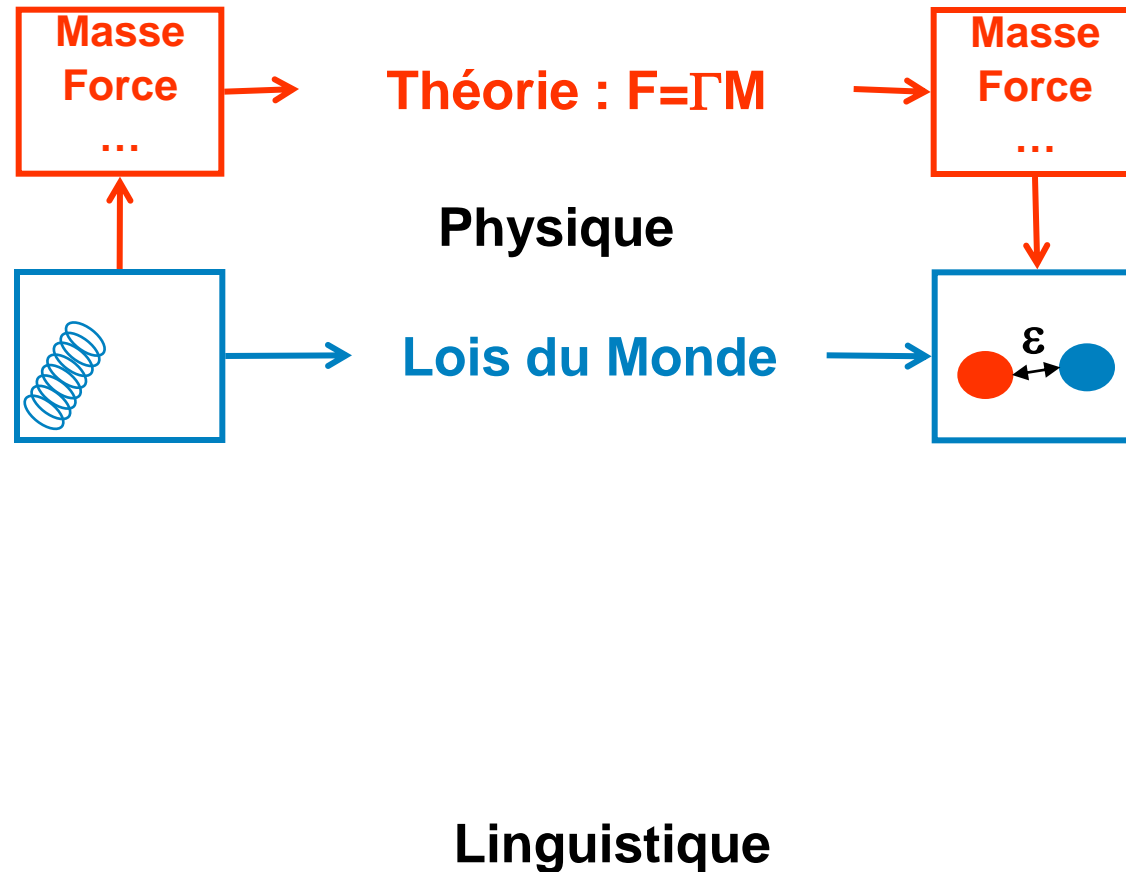 Masse
Force
...
Théorie : F=ΓM
Masse
Force
...
Physique
Lois du Monde
ε
Linguistique